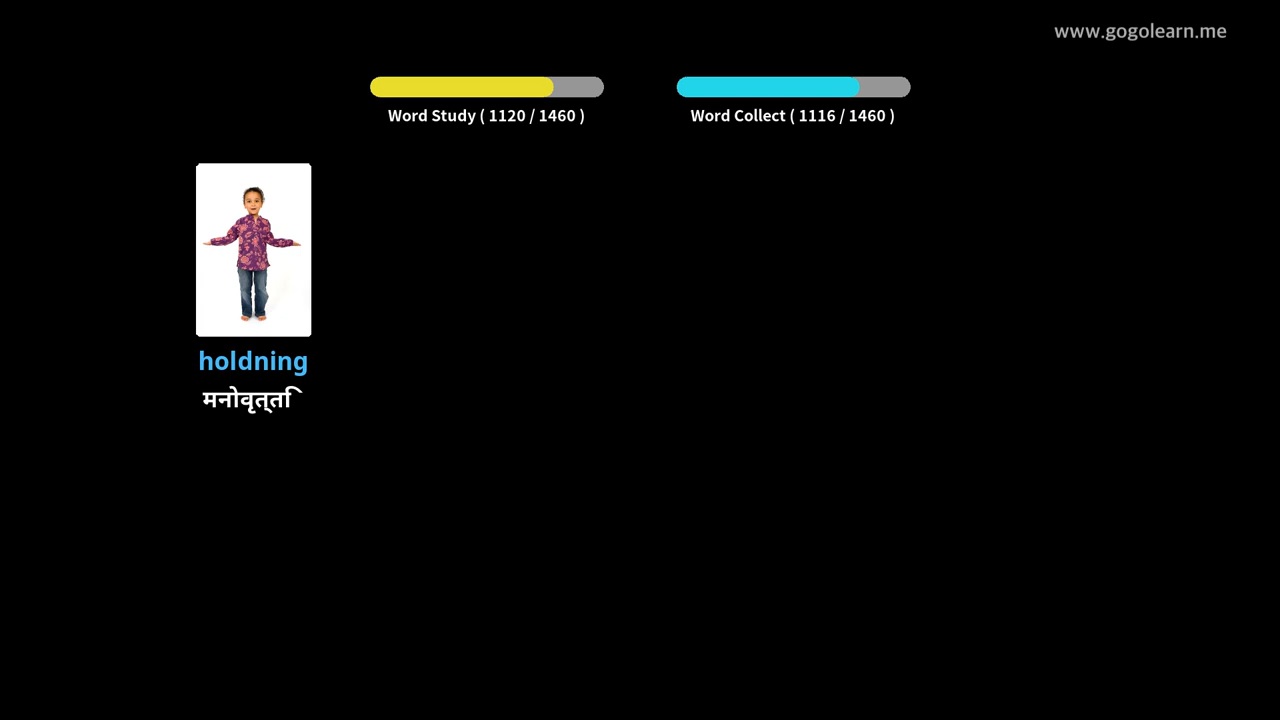 www.gogolearn.me
Word Study ( 1120 / 1460 )
Word Collect ( 1116 / 1460 )
holdning
मनोवृत्ति